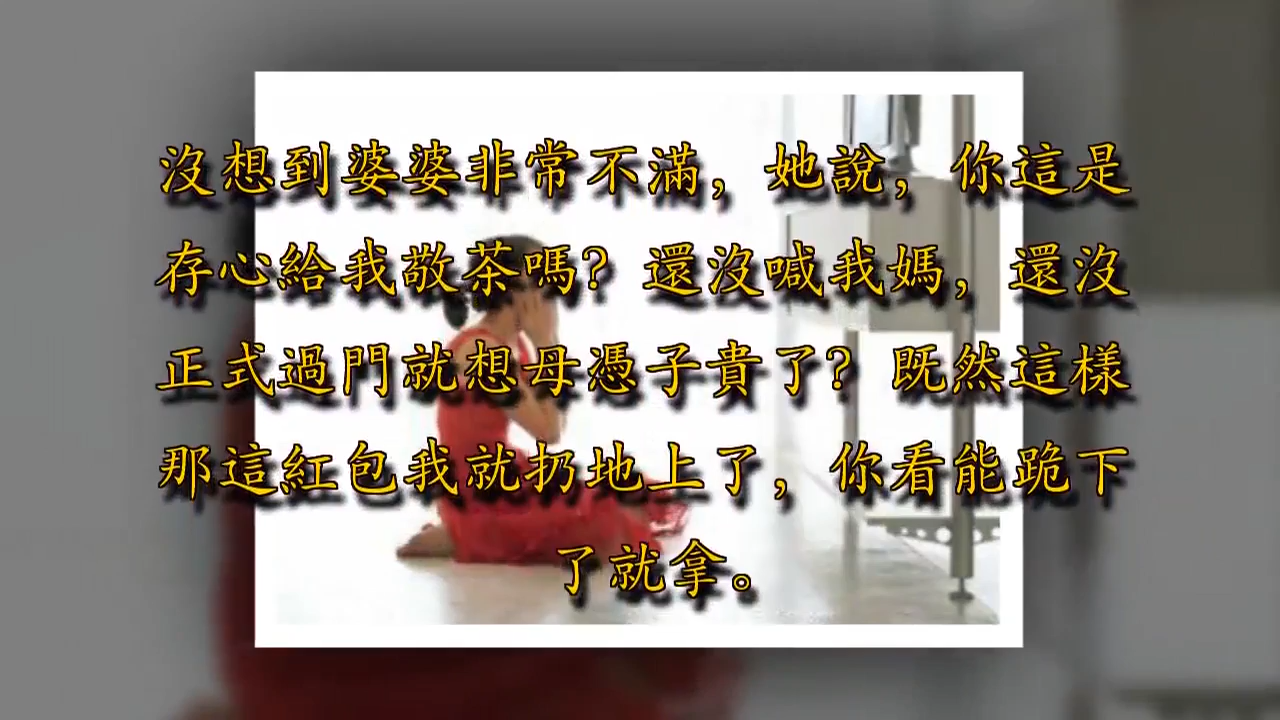 沒想到婆婆非常不滿，她說，你這是
存心給我敬茶嗎？還沒喊我媽，還沒
正式過門就想母憑子貴了？既然這樣
那這紅包我就扔地上了，你看能跪下
了就拿。